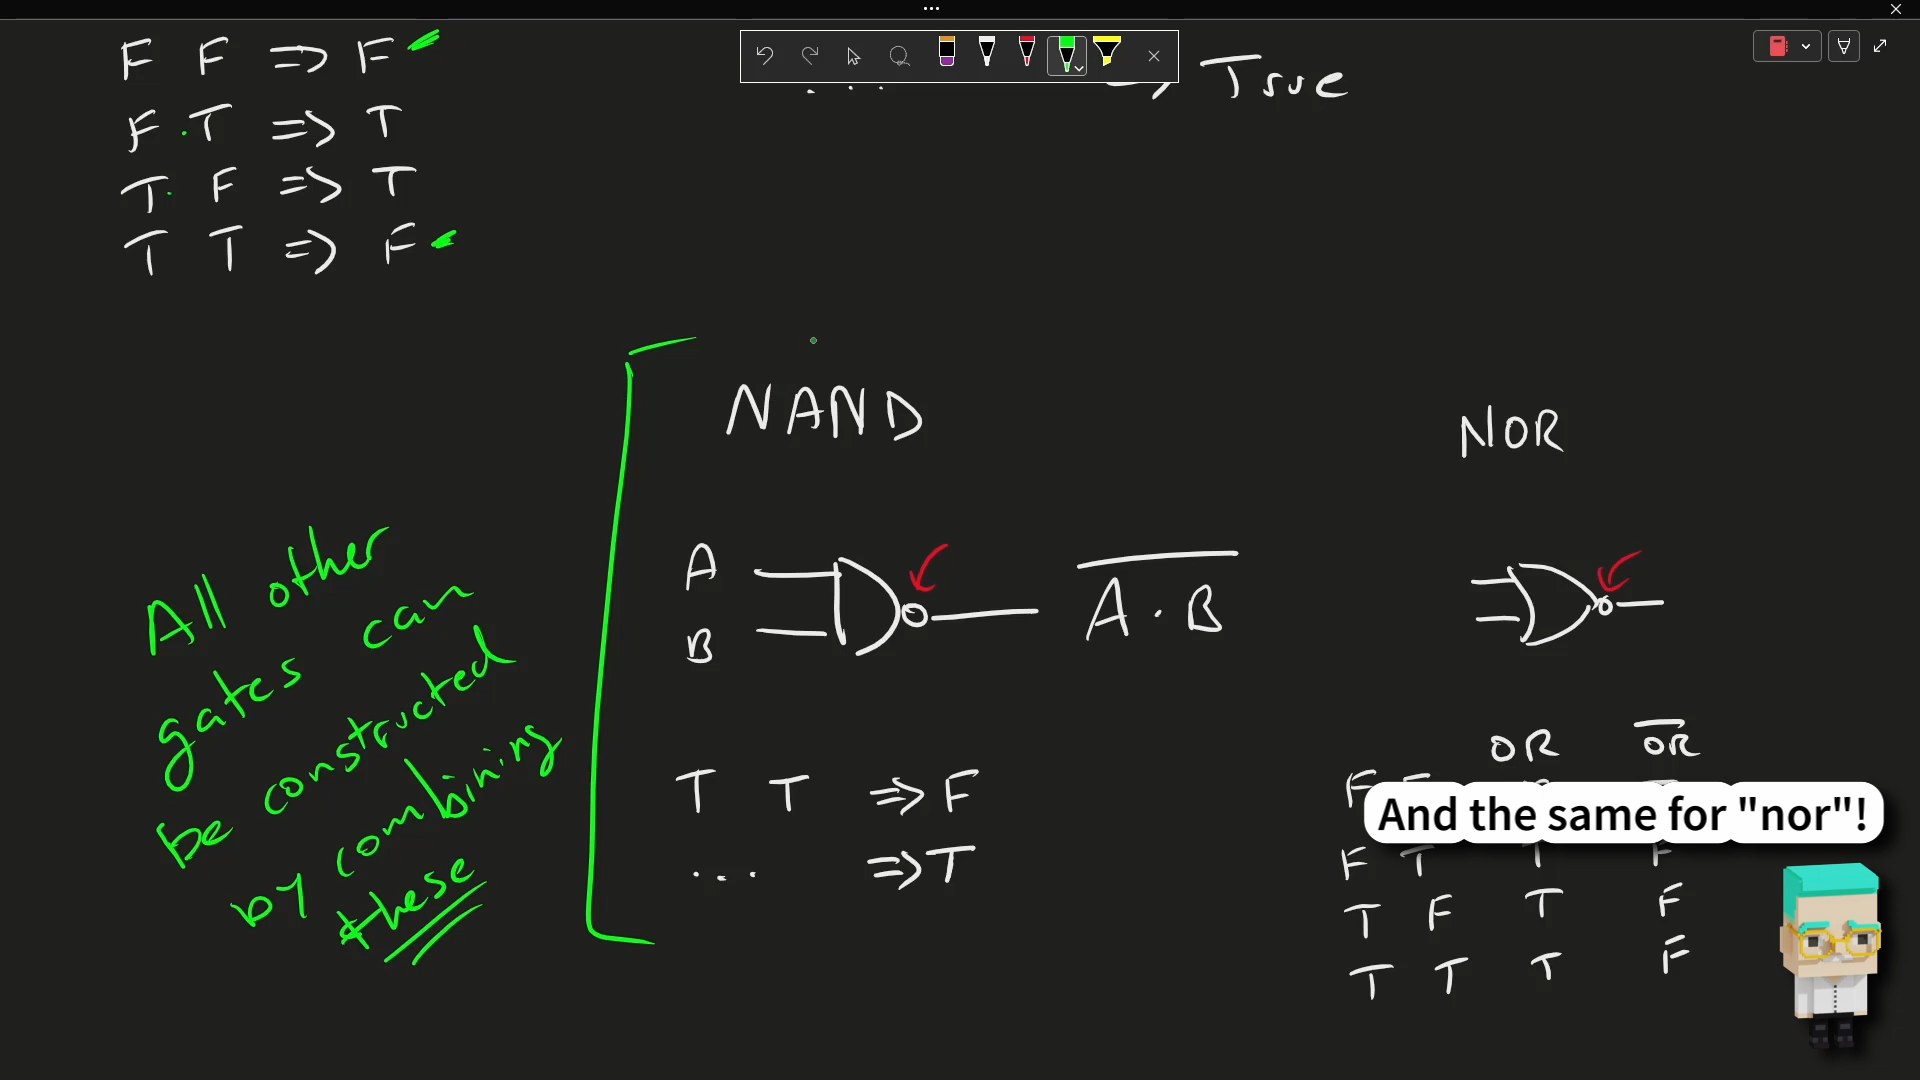 F F => F
F . T => T
T . F => T
T T => F
... => True
NAND
NOR
A
B
A · B
All other
gates can
be constructed
by combining
these
T T => F
... => T
OR OR
F
And the same for "nor"!
F T T F
T F T F
T T T F